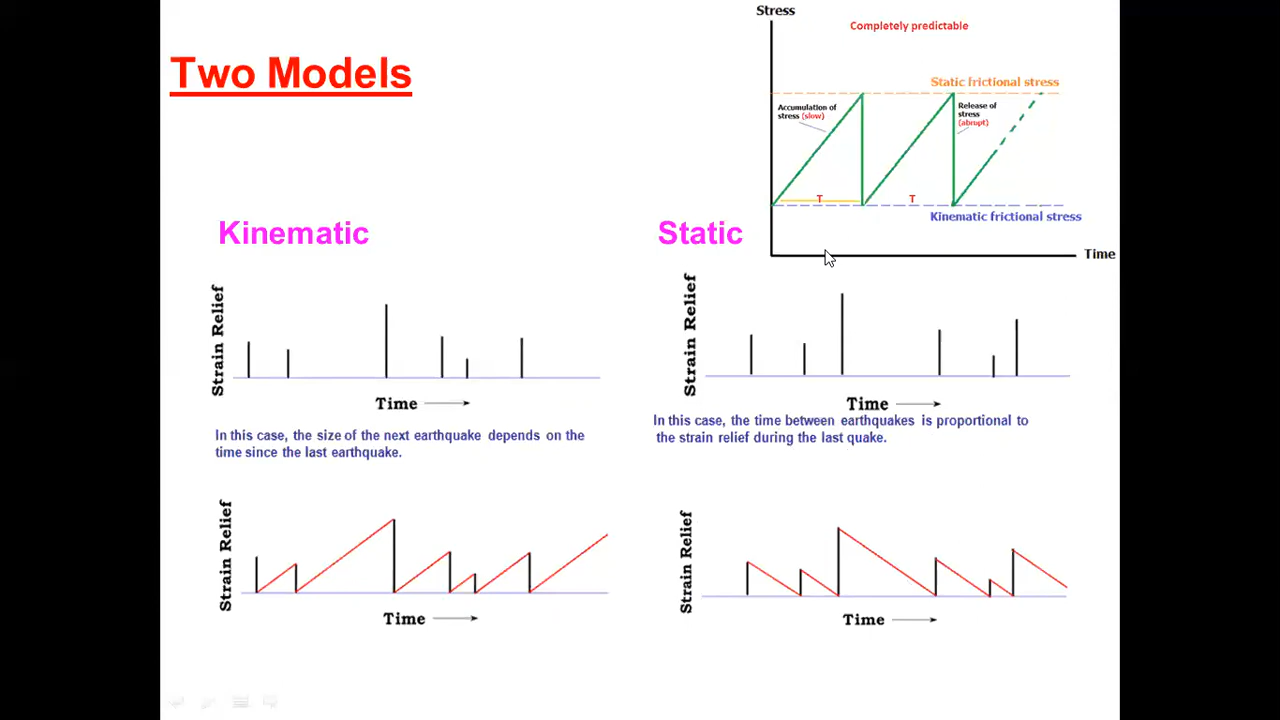 Two Models
Stress
Completely predictable
Static frictional stress
Accumulation of
stress (slow)
Release of
stress
(abrupt)
T
T
Kinematic frictional stress
Time
Kinematic
Strain Relief
Time
In this case, the size of the next earthquake depends on the
time since the last earthquake.
Strain Relief
Time
Static
Strain Relief
Time
In this case, the time between earthquakes is proportional to
the strain relief during the last quake.
Strain Relief
Time